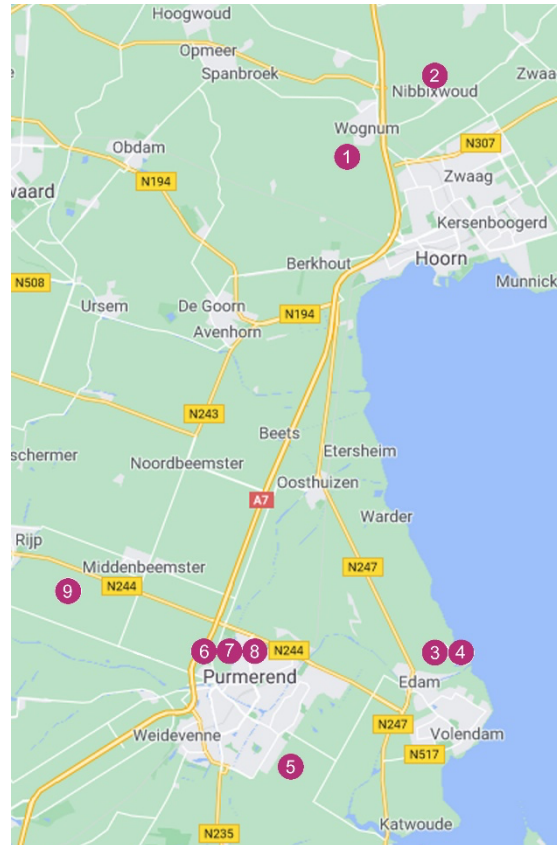 Hoogwoud
Opmeer
Spanbroek
2
Nibbixwoud
Zwaa
Wognum
1
N307
Obdam
Zwaag
N194
waard
Kersenboogerd
Berkhout
Hoorn
N508
Munnick
Ursem
De Goorn
N194
Avenhorn
N243
Beets
schermer
Noordbeemster
Etersheim
Oosthuizen
A7
Warder
Rijp
Middenbeemster
N247
9
N244
6 7 8
N244
3 4
Purmerend
Edam
N247
Weidevenne
Volendam
N517
5
Katwoude
N235